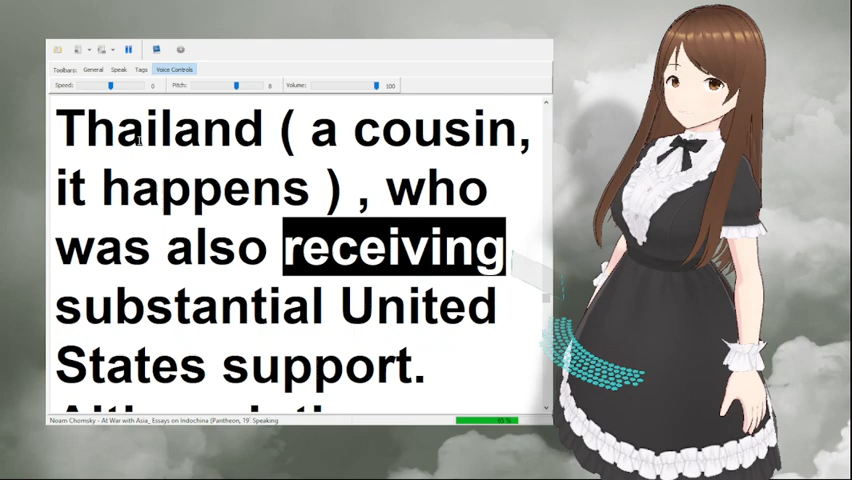 Toolbars: General Speak Tags Voice Controls
Speed: 0 Pitch: 8 Volume: 100
Thailand ( a cousin,
it happens ) , who
was also receiving
substantial United
States support.
Noam Chomsky - At War with Asia_ Essays on Indochina (Pantheon, 19 Speaking